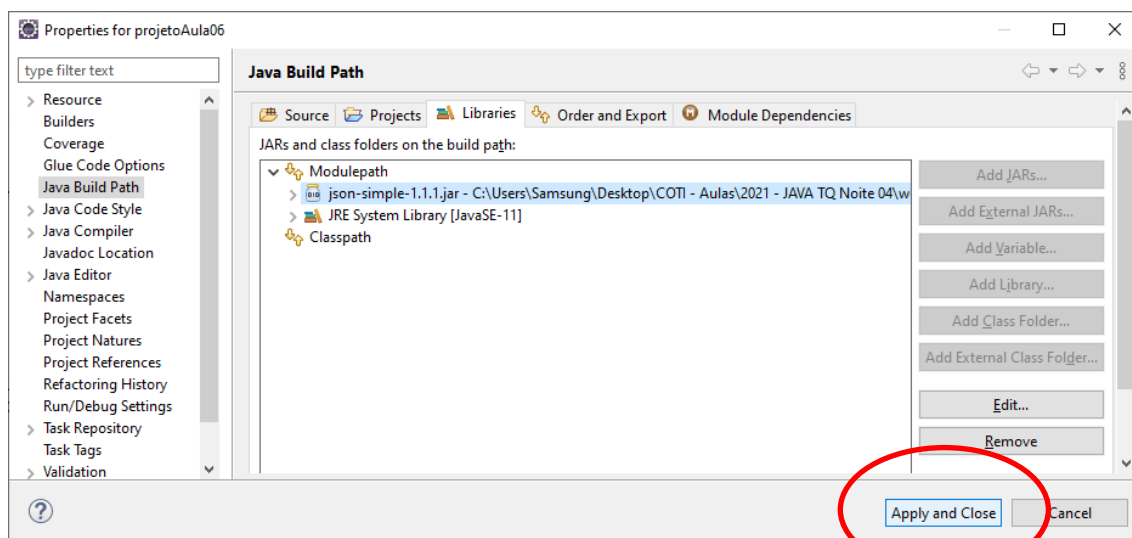 Properties for projetoAula06
type filter text
Resource
Builders
Coverage
Glue Code Options
Java Build Path
Java Code Style
Java Compiler
Javadoc Location
Java Editor
Namespaces
Project Facets
Project Natures
Project References
Refactoring History
Run/Debug Settings
Task Repository
Task Tags
Validation
Java Build Path
Source Projects Libraries Order and Export Module Dependencies
JARs and class folders on the build path:
Modulepath
json-simple-1.1.1.jar - C:\Users\Samsung\Desktop\COTI - Aulas\2021 - JAVA TQ Noite 04\w
JRE System Library [JavaSE-11]
Classpath
Add JARs...
Add External JARs...
Add Variable...
Add Library...
Add Class Folder...
Add External Class Folder...
Edit...
Remove
Apply and Close Cancel